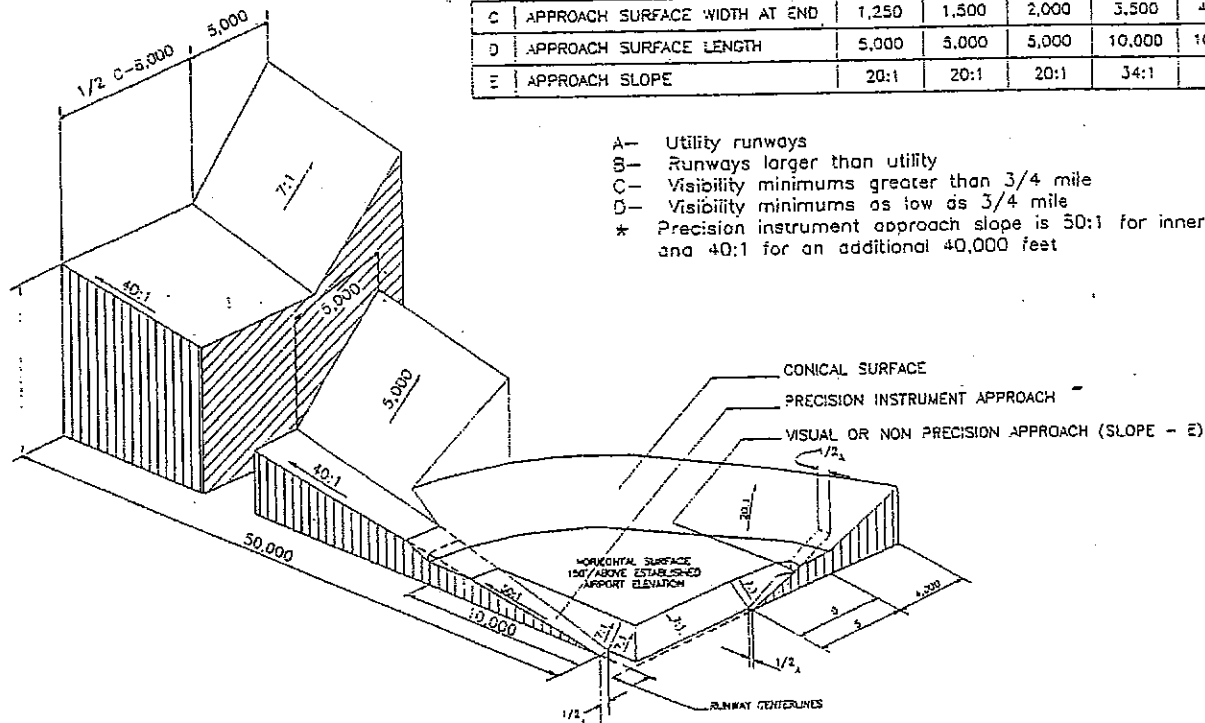 C APPROACH SURFACE WIDTH AT END 1,250 1,500 2,000 3,500
D APPROACH SURFACE LENGTH 5,000 5,000 5,000 10,000
E APPROACH SLOPE 20:1 20:1 20:1 34:1
A- Utility runways
B- Runways larger than utility
C- Visibility minimums greater than 3/4 mile
D- Visibility minimums as low as 3/4 mile
* Precision instrument approach slope is 50:1 for inner
and 40:1 for an additional 40,000 feet
5,000
7:1
40:1
5,000
5,000
40:1
50,000
10,000
CONICAL SURFACE
PRECISION INSTRUMENT APPROACH
VISUAL OR NON PRECISION APPROACH (SLOPE - E)
1/2 A
20:1
HORIZONTAL SURFACE
150' ABOVE ESTABLISHED
AIRPORT ELEVATION
7:1
4,000
1/2 A
1/2
RUNWAY CENTERLINES